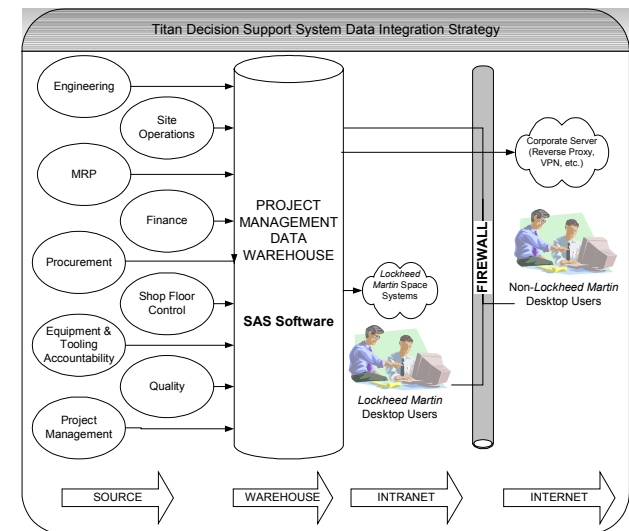 Titan Decision Support System Data Integration Strategy
Engineering
Site
Operations
MRP
Finance
Procurement
Shop Floor
Control
Equipment &
Tooling
Accountability
Quality
Project
Management
PROJECT
MANAGEMENT
DATA
WAREHOUSE
SAS Software
Lockheed
Martin Space
Systems
Lockheed Martin
Desktop Users
FIREWALL
Corporate Server
(Reverse Proxy,
VPN, etc.)
Non-Lockheed Martin
Desktop Users
SOURCE
WAREHOUSE
INTRANET
INTERNET